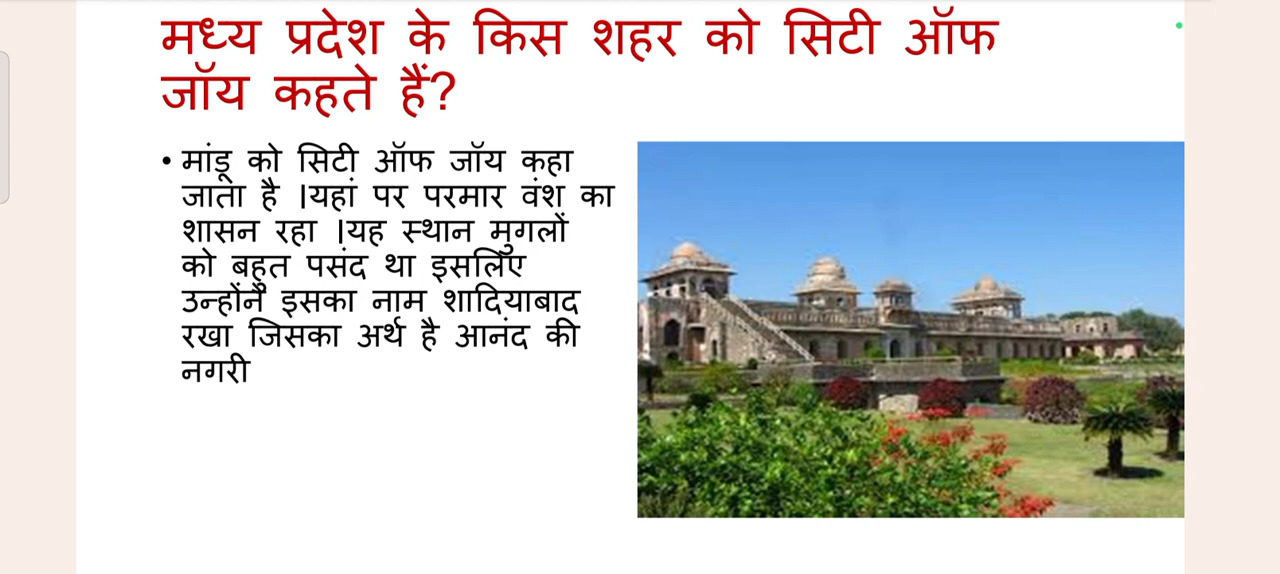 मध्य प्रदेश के किस शहर को सिटी ऑफ
जॉय कहते हैं?
• मांडू को सिटी ऑफ जॉय कहा
जाता है |यहां पर परमार वंश का
शासन रहा |यह स्थान मुगलों
को बहुत पसंद था इसलिए
उन्होंने इसका नाम शादियाबाद
रखा जिसका अर्थ है आनंद की
नगरी